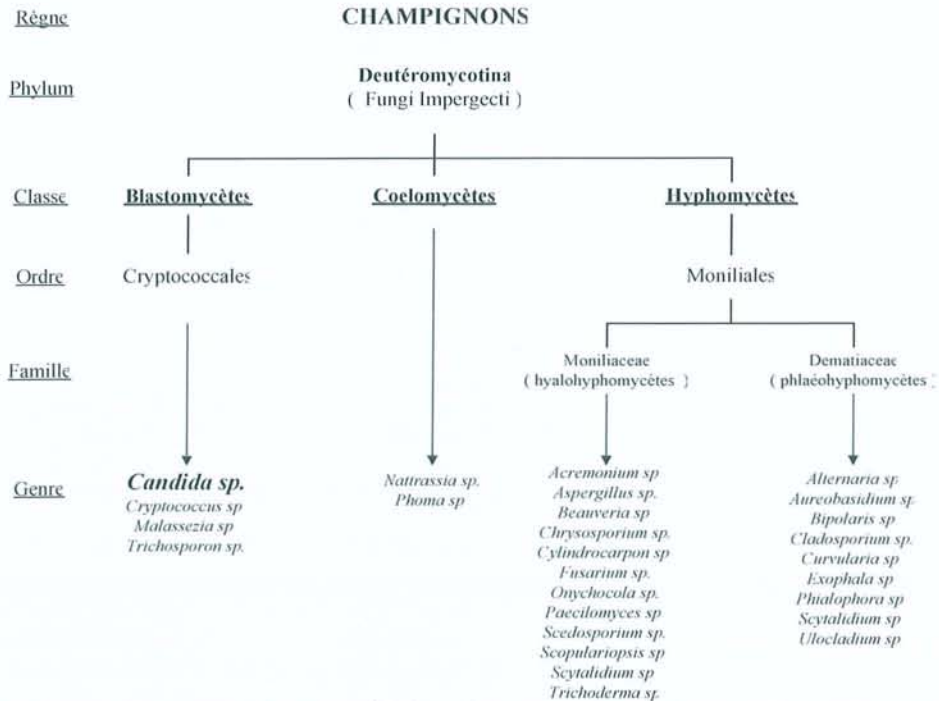 Règne CHAMPIGNONS
Phylum Deutéromycotina
( Fungi Impergecti )
Classe Blastomycètes Coelomycètes Hyphomycètes
Ordre Cryptococcales Moniliales
Famille Moniliaceae Dematiaceae
( hyalohyphomycètes ) ( phlaéohyphomycètes )
Genre
Candida sp.
Cryptococcus sp
Malassezia sp
Trichosporon sp.
Nattrassia sp.
Phoma sp
Acremonium sp
Aspergillus sp.
Beauveria sp
Chrysosporium sp.
Cylindrocarpon sp
Fusarium sp.
Onychocola sp.
Paecilomyces sp
Scedosporium sp.
Scopulariopsis sp
Scytalidium sp
Trichoderma sp
Alternaria sp
Aureobasidium sp
Bipolaris sp
Cladosporium sp.
Curvularia sp
Exophala sp
Phialophora sp
Scytalidium sp
Ulocladium sp